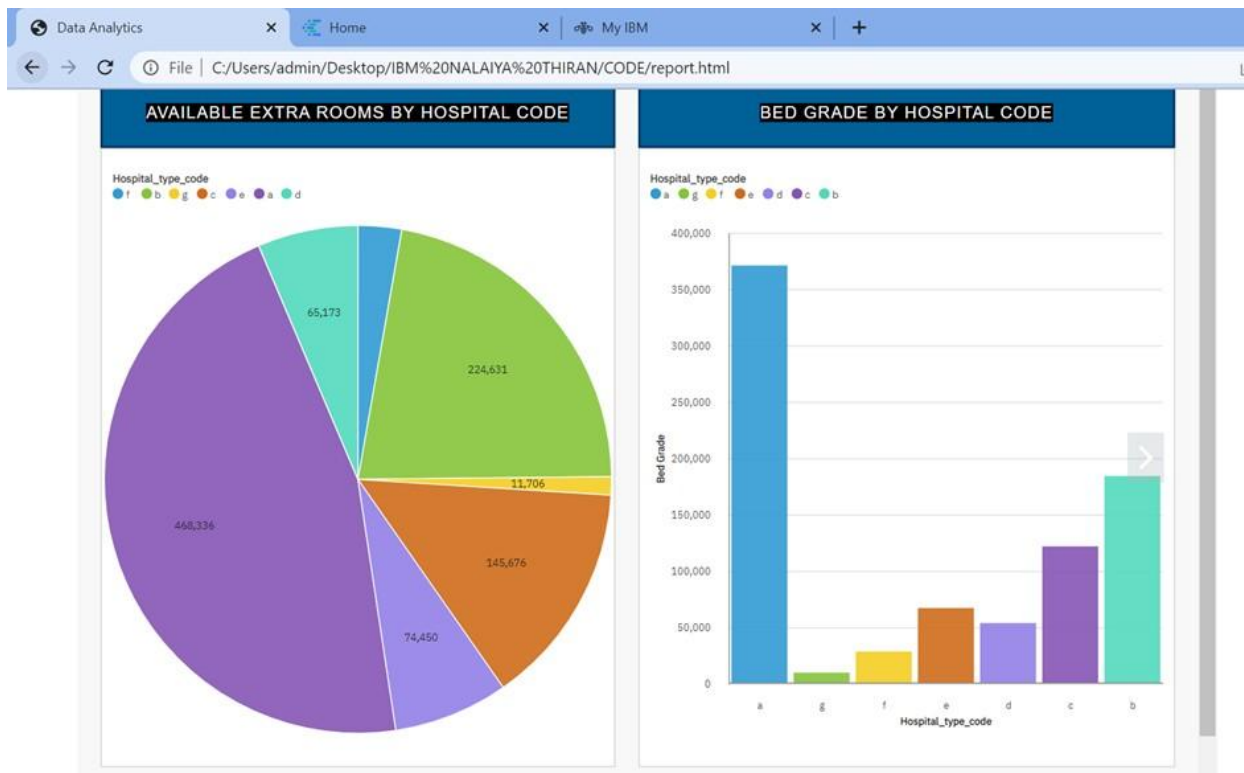 Data Analytics
Home
My IBM
File | C:/Users/admin/Desktop/IBM%20NALAIYA%20THIRAN/CODE/report.html
AVAILABLE EXTRA ROOMS BY HOSPITAL CODE
Hospital_type_code
f b g c e a d
65,173
224,631
11,706
468,336
145,676
74,450
BED GRADE BY HOSPITAL CODE
Hospital_type_code
a g f e d c b
400,000
350,000
300,000
250,000
200,000
150,000
100,000
50,000
0
Bed Grade
a g f e d c b
Hospital_type_code